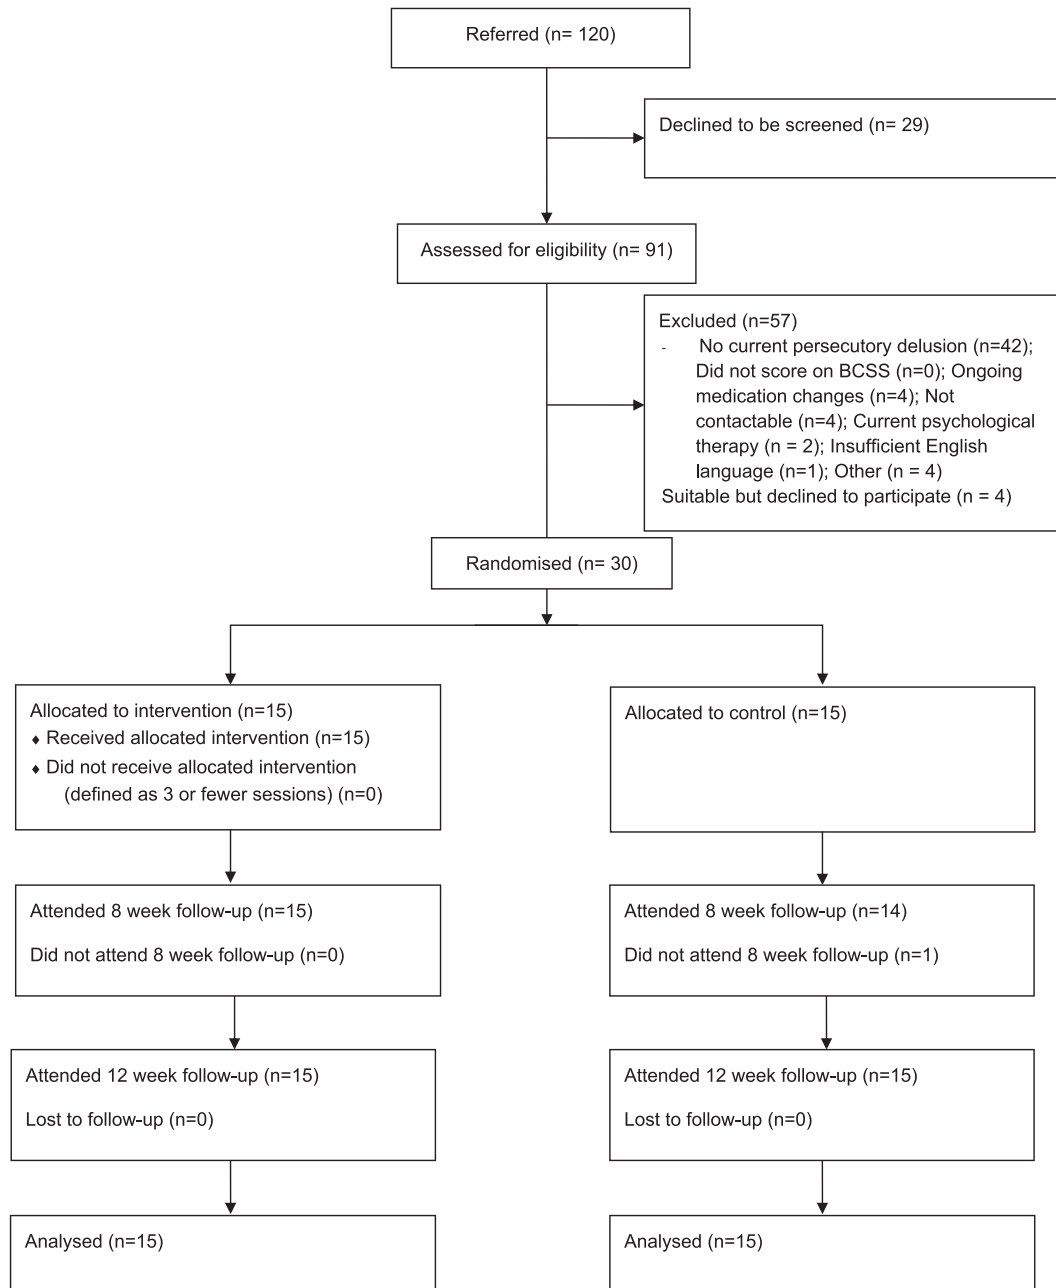 Referred (n= 120)
Declined to be screened (n= 29)
Assessed for eligibility (n= 91)
Excluded (n=57)
- No current persecutory delusion (n=42);
Did not score on BCSS (n=0); Ongoing
medication changes (n=4); Not
contactable (n=4); Current psychological
therapy (n = 2); Insufficient English
language (n=1); Other (n = 4)
Suitable but declined to participate (n = 4)
Randomised (n= 30)
Allocated to intervention (n=15)
♦ Received allocated intervention (n=15)
♦ Did not receive allocated intervention
(defined as 3 or fewer sessions) (n=0)
Allocated to control (n=15)
Attended 8 week follow-up (n=15)
Did not attend 8 week follow-up (n=0)
Attended 8 week follow-up (n=14)
Did not attend 8 week follow-up (n=1)
Attended 12 week follow-up (n=15)
Lost to follow-up (n=0)
Attended 12 week follow-up (n=15)
Lost to follow-up (n=0)
Analysed (n=15)
Analysed (n=15)